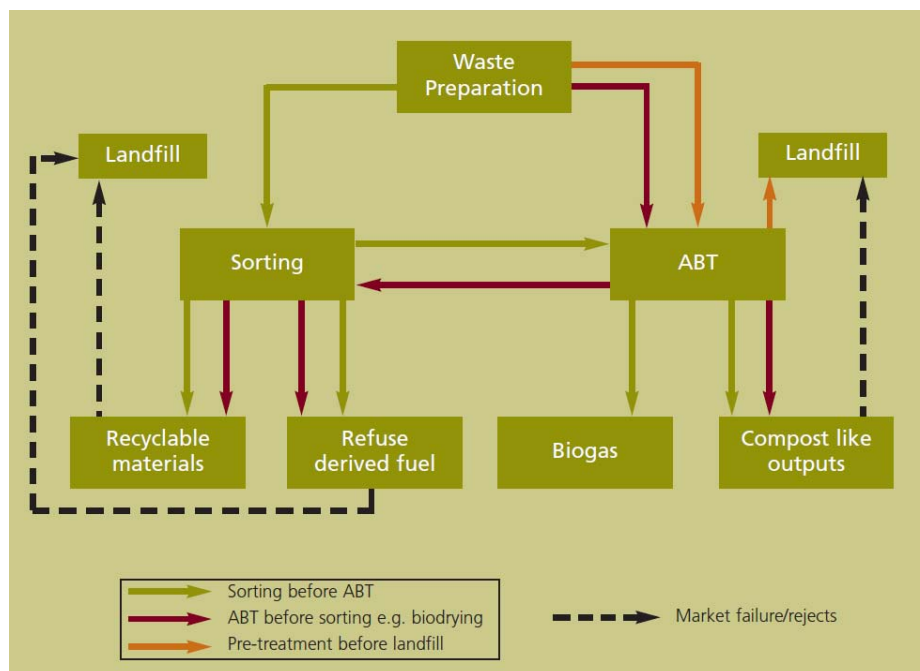 Waste
Preparation
Landfill
Landfill
Sorting
ABT
Recyclable
materials
Refuse
derived fuel
Biogas
Compost like
outputs
Sorting before ABT
ABT before sorting e.g. biodrying
Pre-treatment before landfill
Market failure/rejects